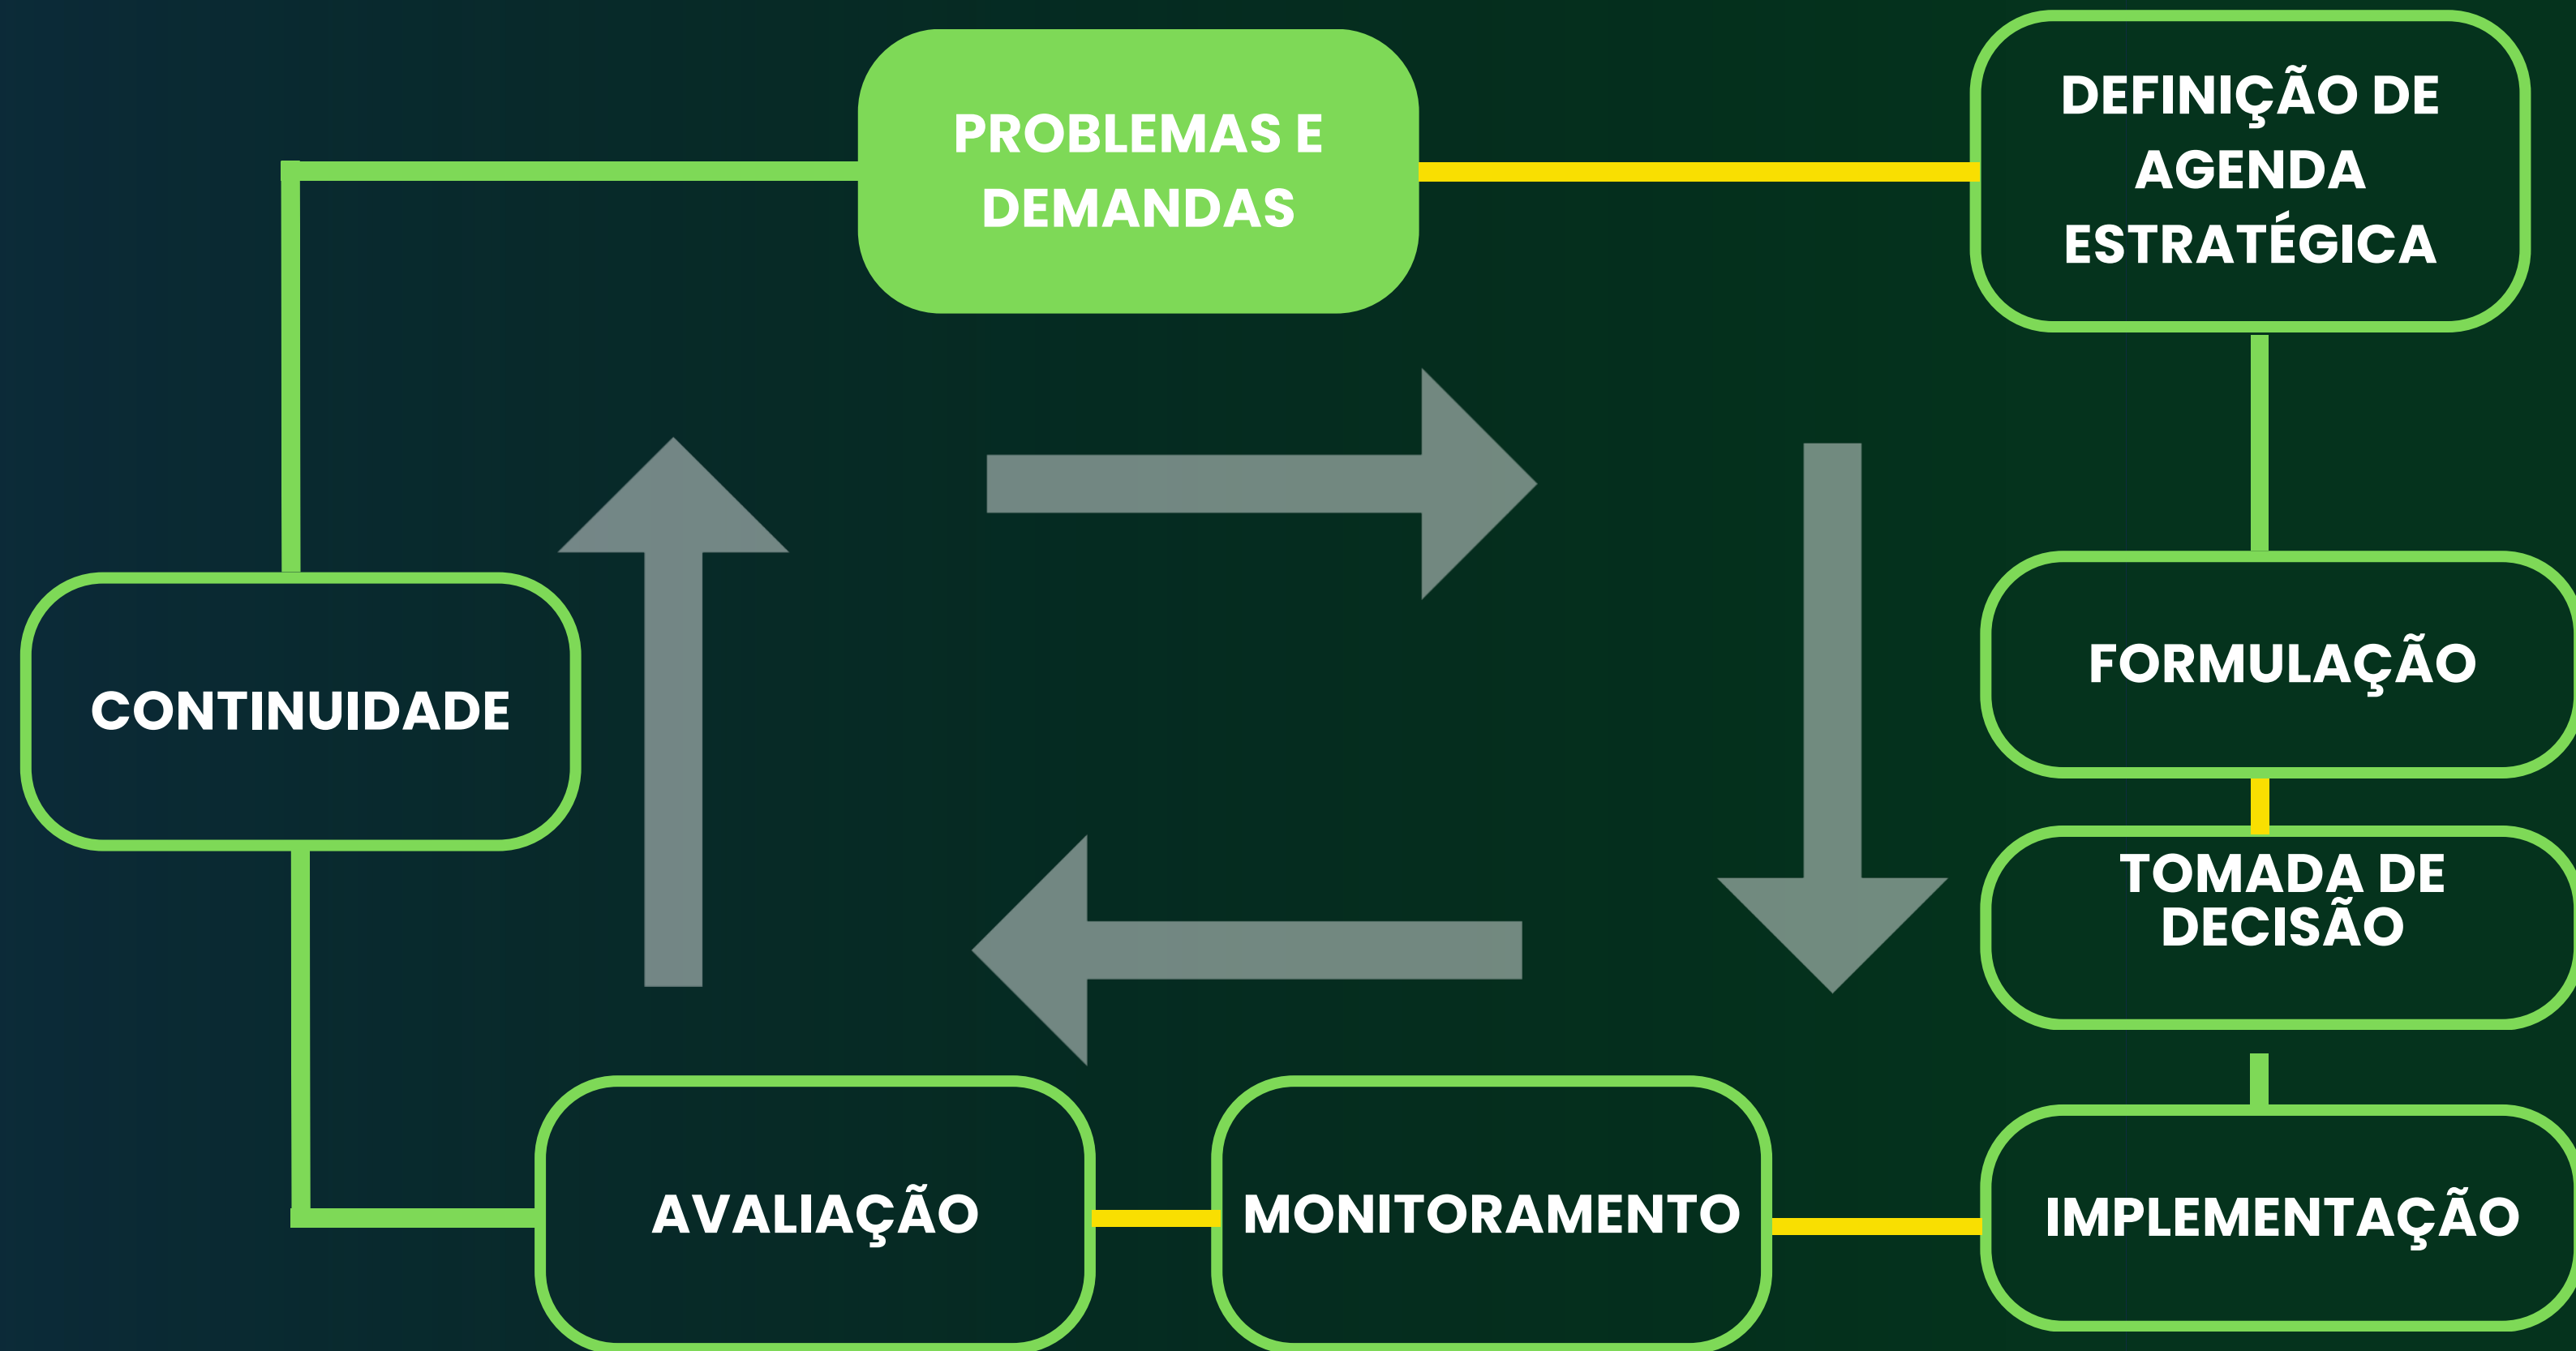 PROBLEMAS E
DEMANDAS
DEFINIÇÃO DE
AGENDA
ESTRATÉGICA
CONTINUIDADE
FORMULAÇÃO
TOMADA DE
DECISÃO
AVALIAÇÃO
MONITORAMENTO
IMPLEMENTAÇÃO